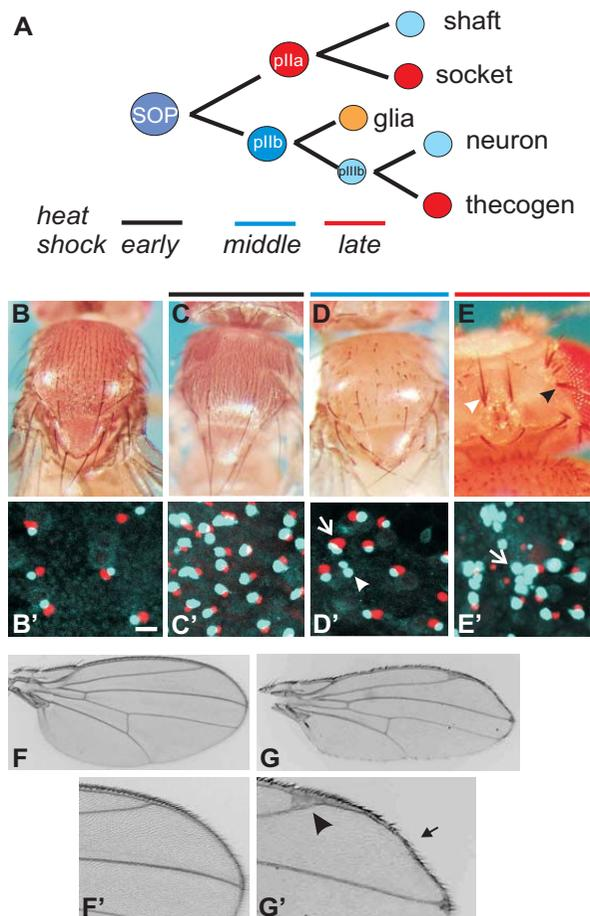 A
shaft
pIIa
socket
SOP
glia
pIIb
neuron
pIIIb
thecogen
heat
shock early middle late
B C D E
B' C' D' E'
F G
F' G'